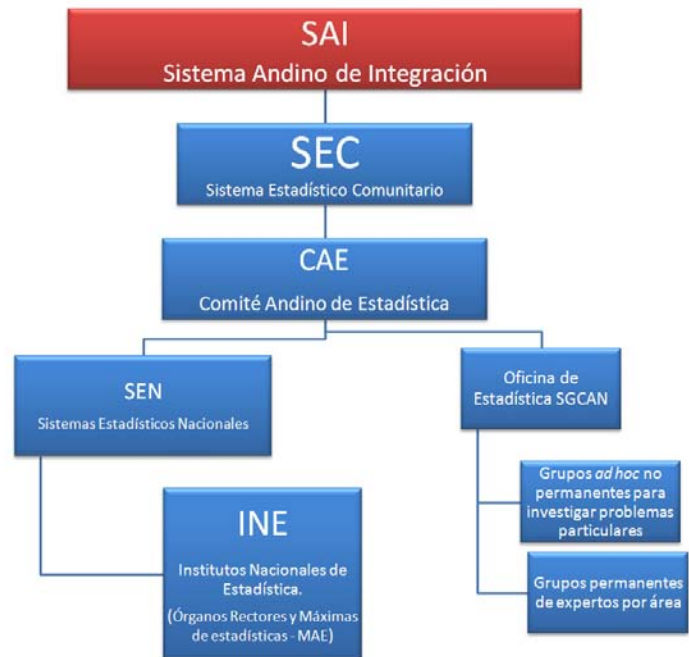 SAI
Sistema Andino de Integración
SEC
Sistema Estadístico Comunitario
CAE
Comité Andino de Estadística
SEN
Sistemas Estadísticos Nacionales
INE
Institutos Nacionales de
Estadística.
(Órganos Rectores y Máximas
de estadísticas - MAE)
Oficina de
Estadística SGCAN
Grupos ad hoc no
permanentes para
investigar problemas
particulares
Grupos permanentes
de expertos por área